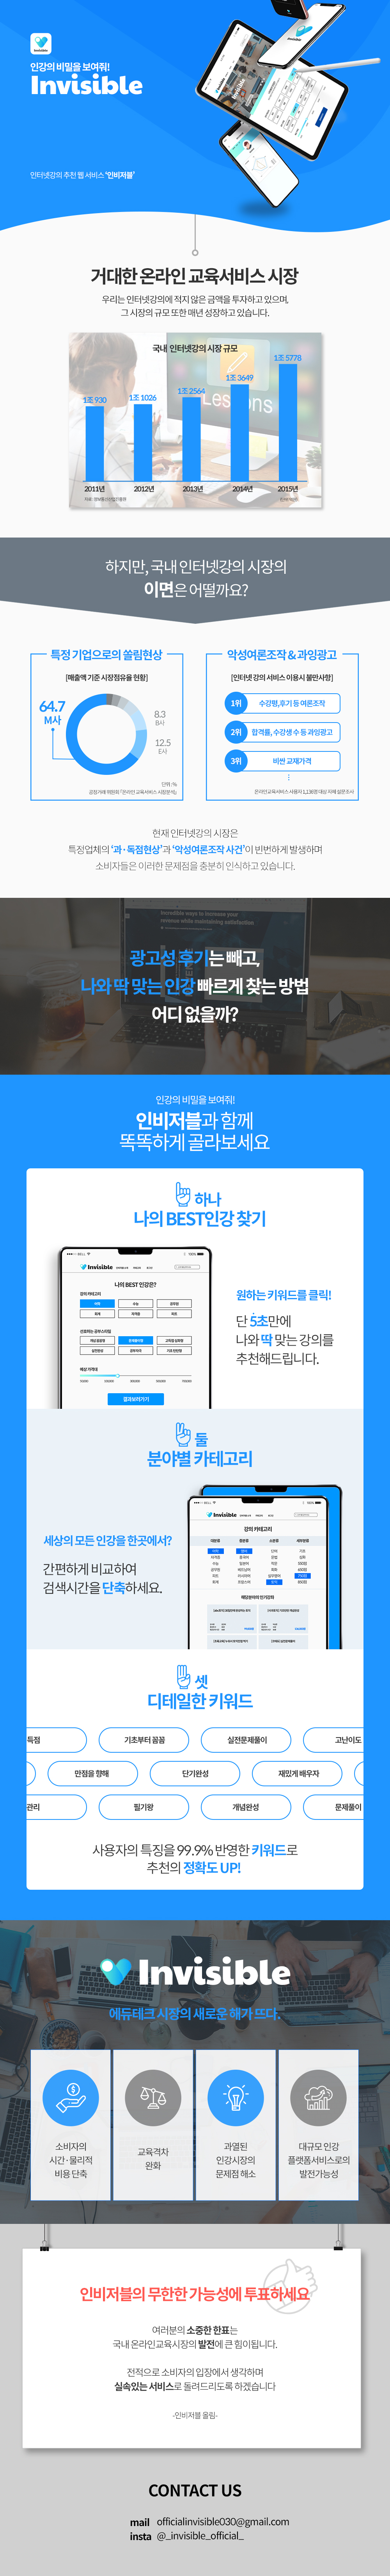 Invisible
인강의 비밀을 보여줘!
Invisible
인터넷강의 추천 웹 서비스 '인비저블'
거대한 온라인 교육서비스 시장
우리는 인터넷강의에 적지 않은 금액을 투자하고 있으며,
그 시장의 규모 또한 매년 성장하고 있습니다.
국내 인터넷강의 시장 규모
1조 930
1조 1026
1조 2564
1조 3649
1조 5778
2011년
2012년
2013년
2014년
2015년
하지만, 국내 인터넷강의 시장의
이면은 어떨까요?
특정 기업으로의 쏠림현상
[매출액 기준 시장점유율 현황]
64.7
M사
8.3
B사
12.5
E사
단위 : %
공정거래 위원회 「온라인 교육서비스 시장분석」
악성여론조작 & 과잉광고
[인터넷 강의 서비스 이용시 불만사항]
1위 수강평,후기 등 여론조작
2위 합격률, 수강생 수 등 과잉광고
3위 비싼 교재가격
현재 인터넷강의 시장은
특정업체의 '과·독점현상'과 '악성여론조작 사건'이 빈번하게 발생하며
소비자들은 이러한 문제점을 충분히 인식하고 있습니다.
광고성 후기는 빼고,
나와 딱 맞는 인강 빠르게 찾는 방법
어디 없을까?
인강의 비밀을 보여줘!
인비저블과 함께
똑똑하게 골라보세요
하나
나의 BEST인강 찾기
Invisible
나의 BEST 인강은?
강의 카테고리
결과보러가기
원하는 키워드를 클릭!
단 5초만에
나와 딱 맞는 강의를
추천해드립니다.
둘
분야별 카테고리
세상의 모든 인강을 한곳에서?
간편하게 비교하여
검색시간을 단축하세요.
Invisible
강의 카테고리
셋
디테일한 키워드
득점
기초부터 꼼꼼
실전문제풀이
고난이도
만점을 향해
단기완성
재밌게 배우자
관리
필기왕
개념완성
문제풀이
사용자의 특징을 99.9% 반영한 키워드로
추천의 정확도 UP!
Invisible
에듀테크 시장의 새로운 해가 뜨다.
소비자의
시간·물리적
비용 단축
교육격차
완화
과열된
인강시장의
문제점 해소
대규모 인강
플랫폼서비스로의
발전가능성
인비저블의 무한한 가능성에 투표하세요
여러분의 소중한 한표는
국내 온라인교육시장의 발전에 큰 힘이됩니다.
전적으로 소비자의 입장에서 생각하며
실속있는 서비스로 돌려드리도록 하겠습니다
-인비저블 올림-
CONTACT US
mail officialinvisible030@gmail.com
insta @_invisible_official_